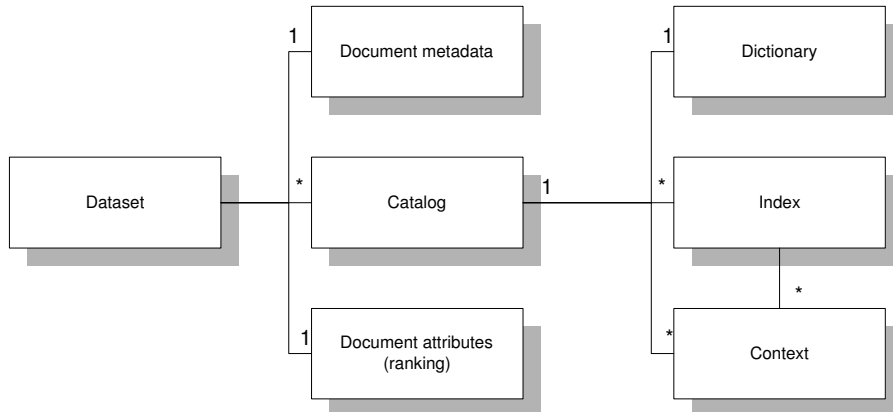 1
Document metadata
1
Dictionary
Dataset
*
Catalog
1
*
Index
*
1
Document attributes
(ranking)
*
Context